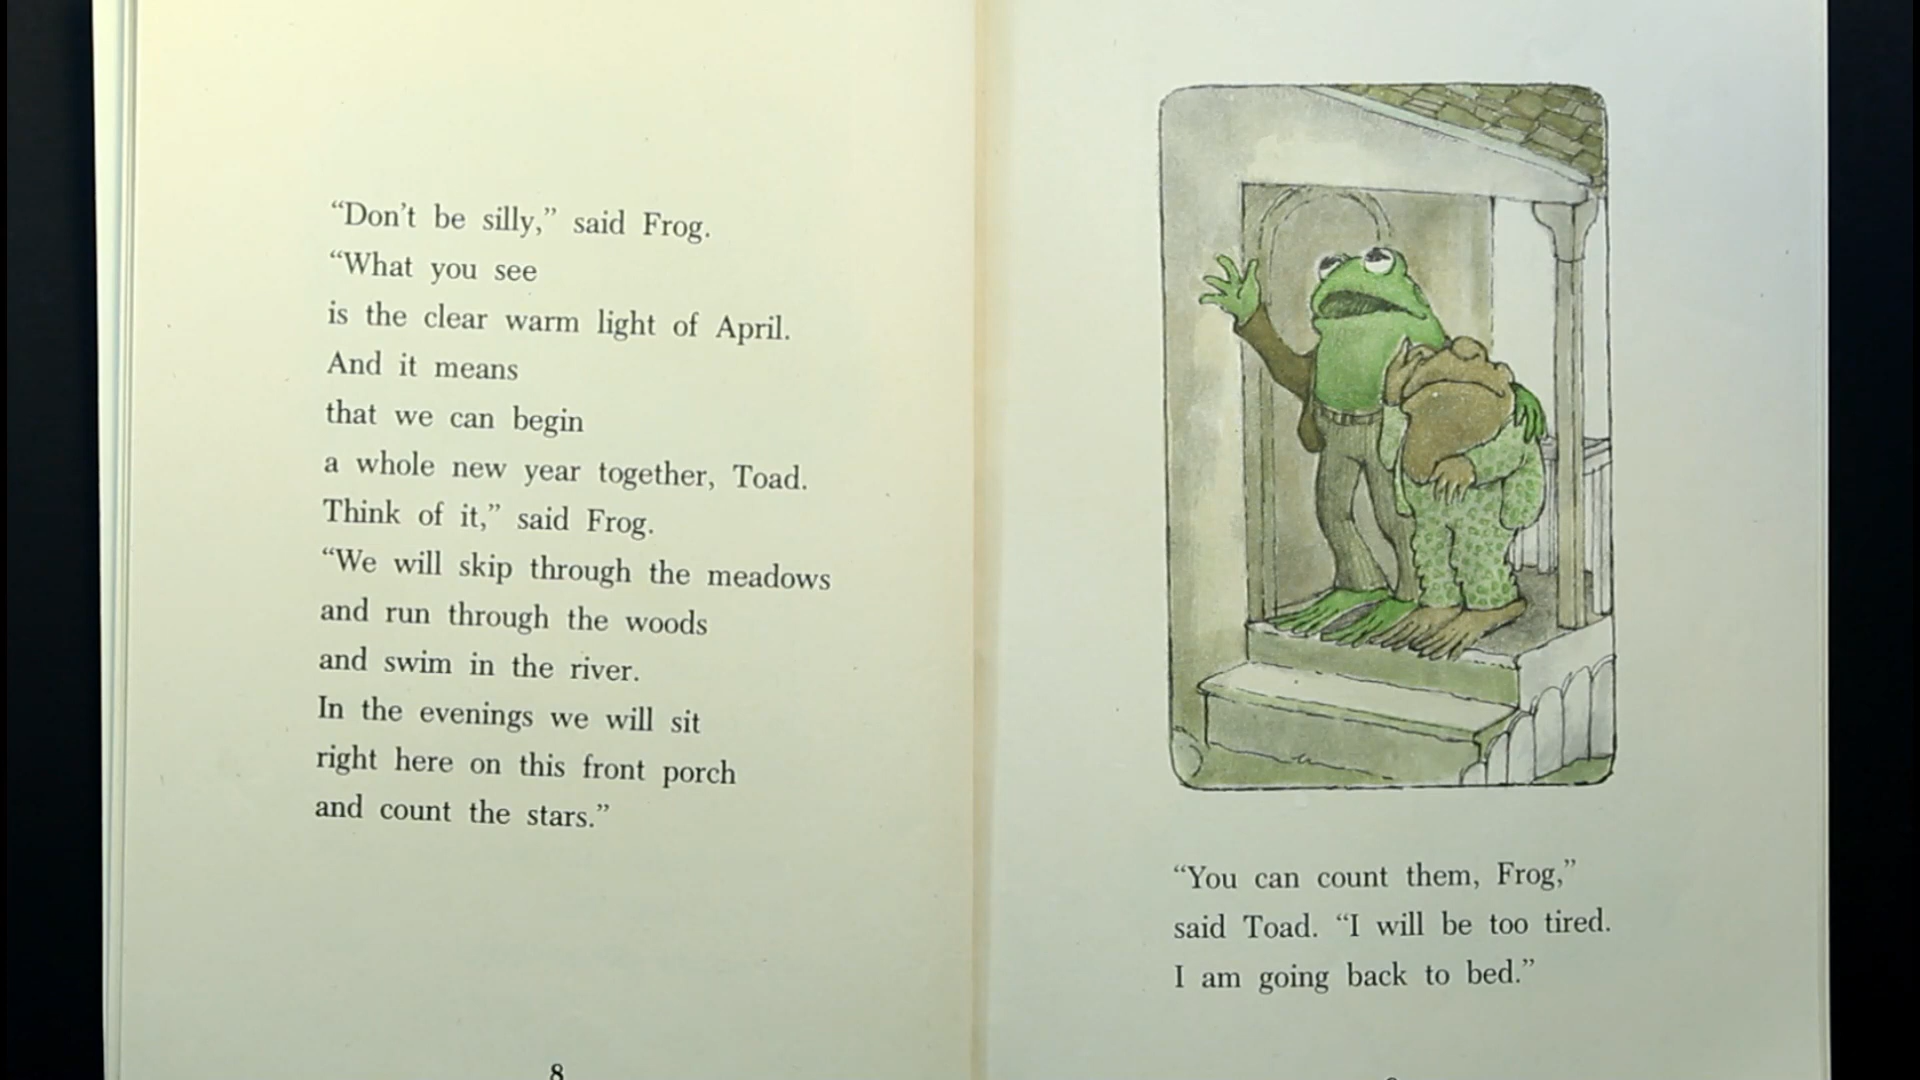 “Don't be silly,” said Frog.
“What you see
is the clear warm light of April.
And it means
that we can begin
a whole new year together, Toad.
Think of it,” said Frog.
“We will skip through the meadows
and run through the woods
and swim in the river.
In the evenings we will sit
right here on this front porch
and count the stars.”
8
“You can count them, Frog,”
said Toad. “I will be too tired.
I am going back to bed.”